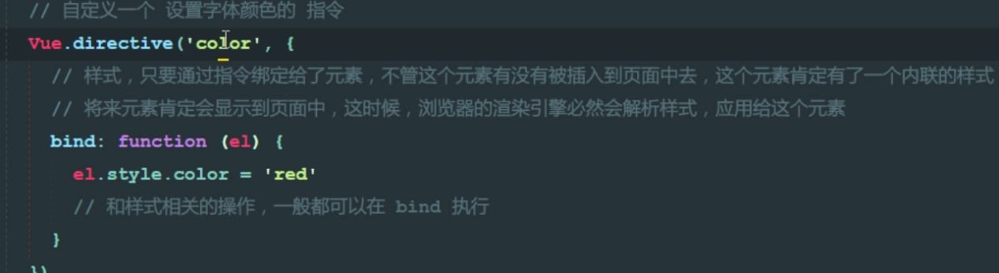 // 自定义一个 设置字体颜色的 指令
Vue.directive('color', {
// 样式，只要通过指令绑定给了元素，不管这个元素有没有被插入到页面中去，这个元素肯定有了一个内联的样式
// 将来元素肯定会显示到页面中，这时候，浏览器的渲染引擎必然会解析样式，应用给这个元素
bind: function (el) {
el.style.color = 'red'
// 和样式相关的操作，一般都可以在 bind 执行
}
})